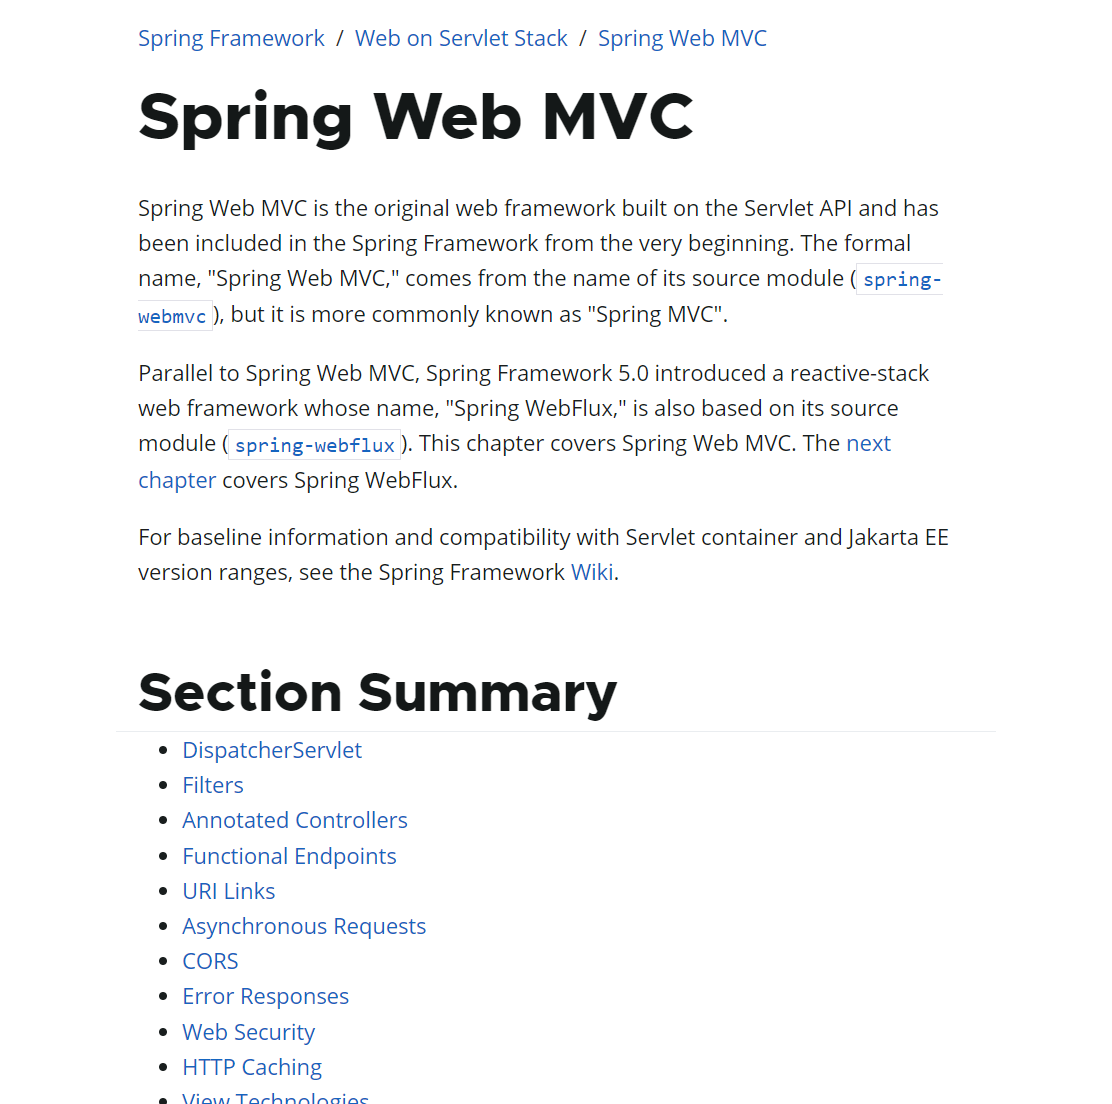 Spring Framework / Web on Servlet Stack / Spring Web MVC
Spring Web MVC
Spring Web MVC is the original web framework built on the Servlet API and has
been included in the Spring Framework from the very beginning. The formal
name, "Spring Web MVC," comes from the name of its source module (spring-
webmvc), but it is more commonly known as "Spring MVC".
Parallel to Spring Web MVC, Spring Framework 5.0 introduced a reactive-stack
web framework whose name, "Spring WebFlux," is also based on its source
module (spring-webflux). This chapter covers Spring Web MVC. The next
chapter covers Spring WebFlux.
For baseline information and compatibility with Servlet container and Jakarta EE
version ranges, see the Spring Framework Wiki.
Section Summary
DispatcherServlet
Filters
Annotated Controllers
Functional Endpoints
URI Links
Asynchronous Requests
CORS
Error Responses
Web Security
HTTP Caching
View Technologies